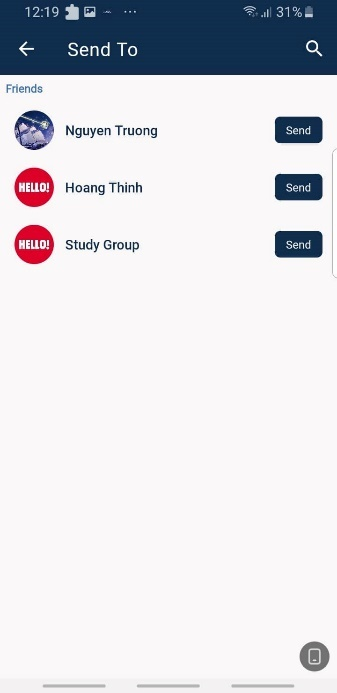 12:19 31%
Send To
Friends
Nguyen Truong Send
HELLO! Hoang Thinh Send
HELLO! Study Group Send